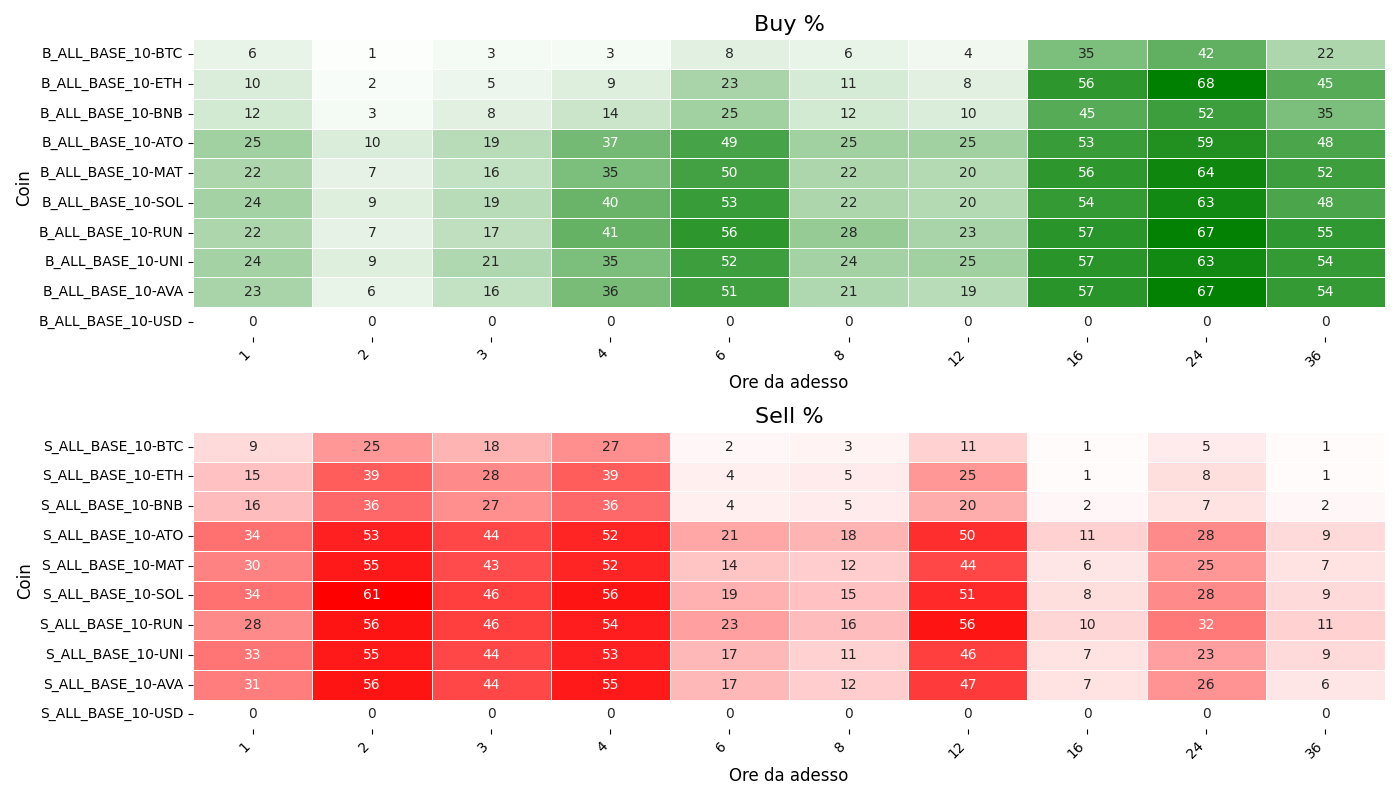 Buy %
Coin
B_ALL_BASE_10-BTC 6 1 3 3 8 6 4 35 42 22
B_ALL_BASE_10-ETH 10 2 5 9 23 11 8 56 68 45
B_ALL_BASE_10-BNB 12 3 8 14 25 12 10 45 52 35
B_ALL_BASE_10-ATO 25 10 19 37 49 25 25 53 59 48
B_ALL_BASE_10-MAT 22 7 16 35 50 22 20 56 64 52
B_ALL_BASE_10-SOL 24 9 19 40 53 22 20 54 63 48
B_ALL_BASE_10-RUN 22 7 17 41 56 28 23 57 67 55
B_ALL_BASE_10-UNI 24 9 21 35 52 24 25 57 63 54
B_ALL_BASE_10-AVA 23 6 16 36 51 21 19 57 67 54
B_ALL_BASE_10-USD 0 0 0 0 0 0 0 0 0 0
1 2 3 4 6 8 12 16 24 36
Ore da adesso
Sell %
Coin
S_ALL_BASE_10-BTC 9 25 18 27 2 3 11 1 5 1
S_ALL_BASE_10-ETH 15 39 28 39 4 5 25 1 8 1
S_ALL_BASE_10-BNB 16 36 27 36 4 5 20 2 7 2
S_ALL_BASE_10-ATO 34 53 44 52 21 18 50 11 28 9
S_ALL_BASE_10-MAT 30 55 43 52 14 12 44 6 25 7
S_ALL_BASE_10-SOL 34 61 46 56 19 15 51 8 28 9
S_ALL_BASE_10-RUN 28 56 46 54 23 16 56 10 32 11
S_ALL_BASE_10-UNI 33 55 44 53 17 11 46 7 23 9
S_ALL_BASE_10-AVA 31 56 44 55 17 12 47 7 26 6
S_ALL_BASE_10-USD 0 0 0 0 0 0 0 0 0 0
1 2 3 4 6 8 12 16 24 36
Ore da adesso